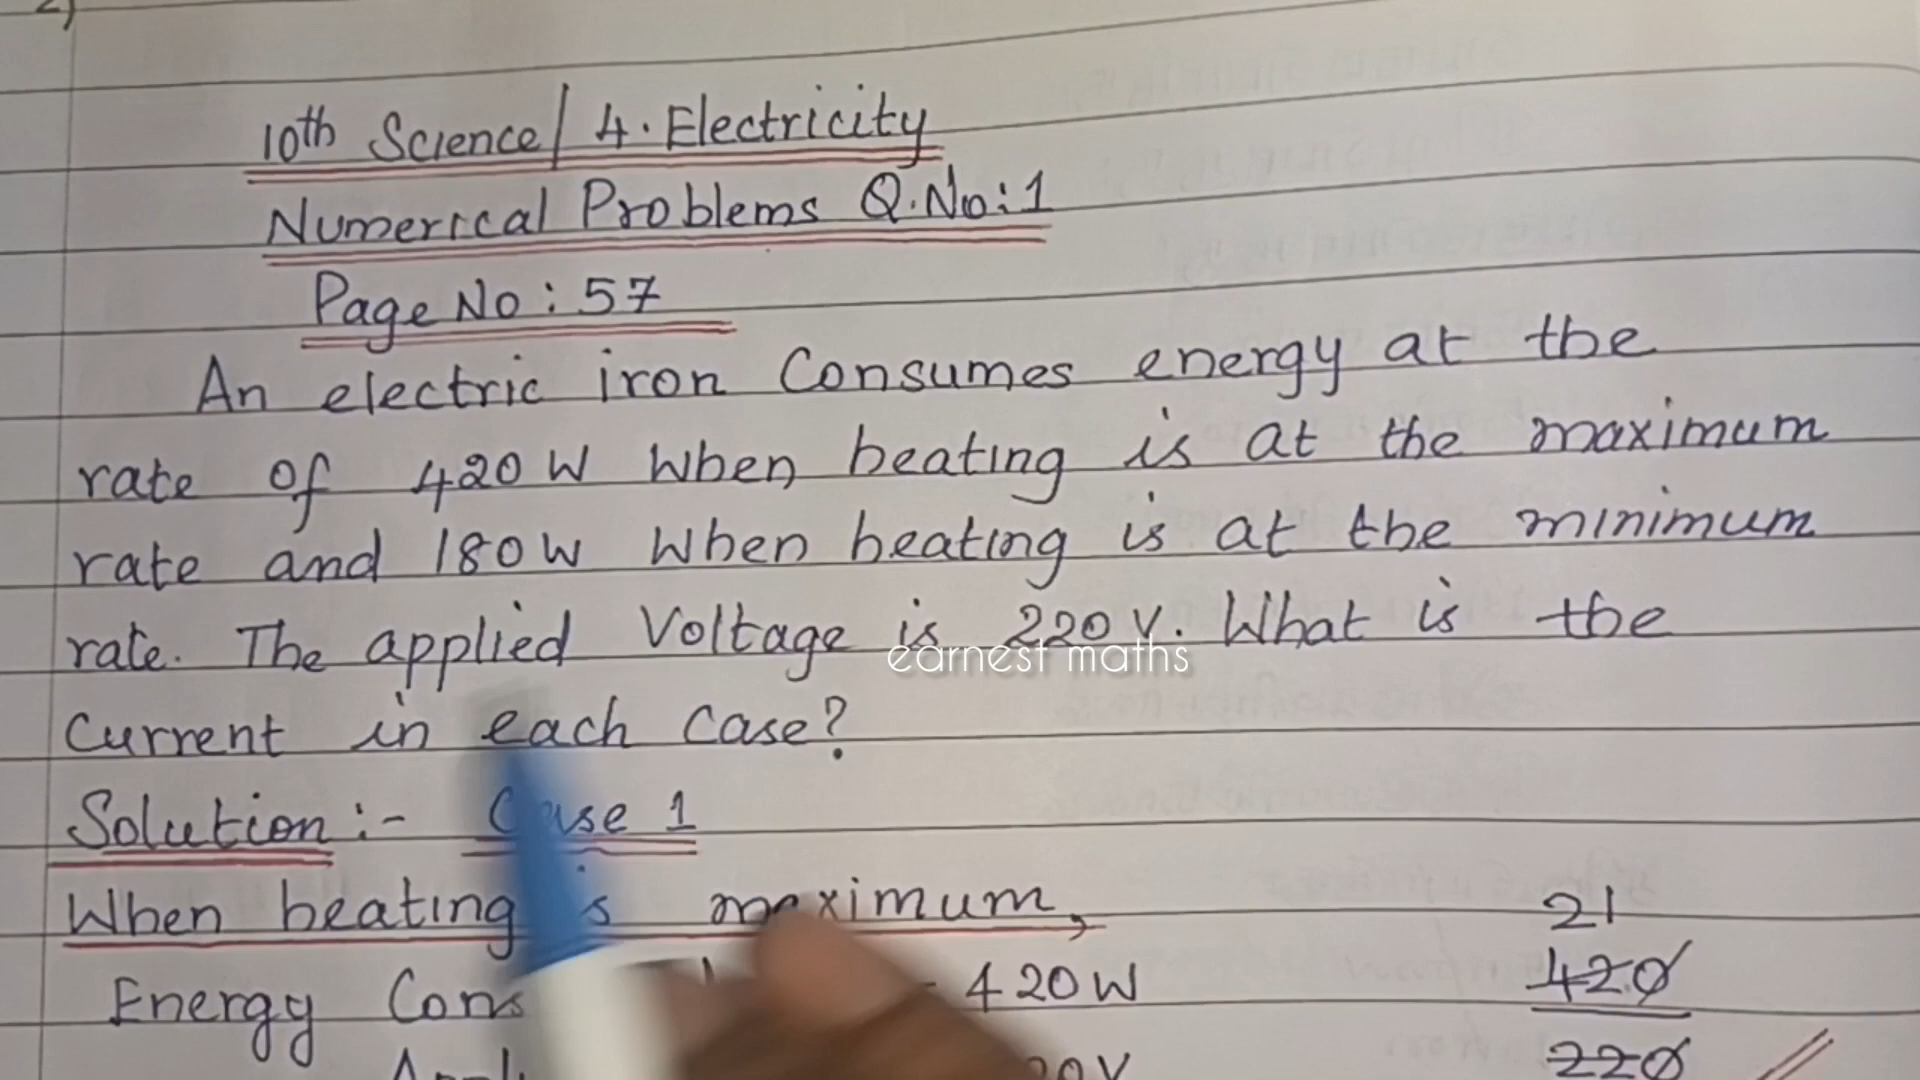 10th Science/ 4. Electricity
Numerical Problems Q.No:1
Page No: 57
An electric iron Consumes energy at the
rate of 420W When heating is at the maximum
rate and 180W When heating is at the minimum
rate. The applied Voltage is 220 V. What is the
Current in each Case?
earnest maths
Solution:- Case 1
When heating is maximum,
21
Energy 420W
420
220